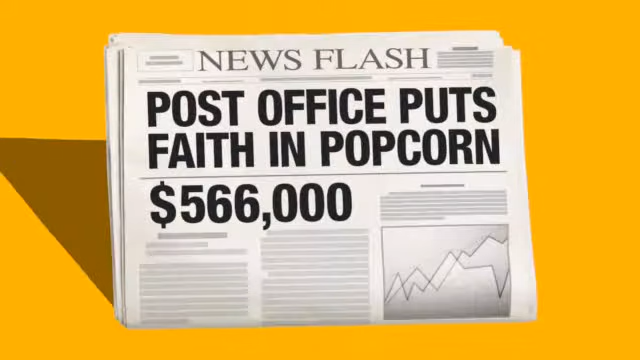 NEWS FLASH
POST OFFICE PUTS
FAITH IN POPCORN
$566,000